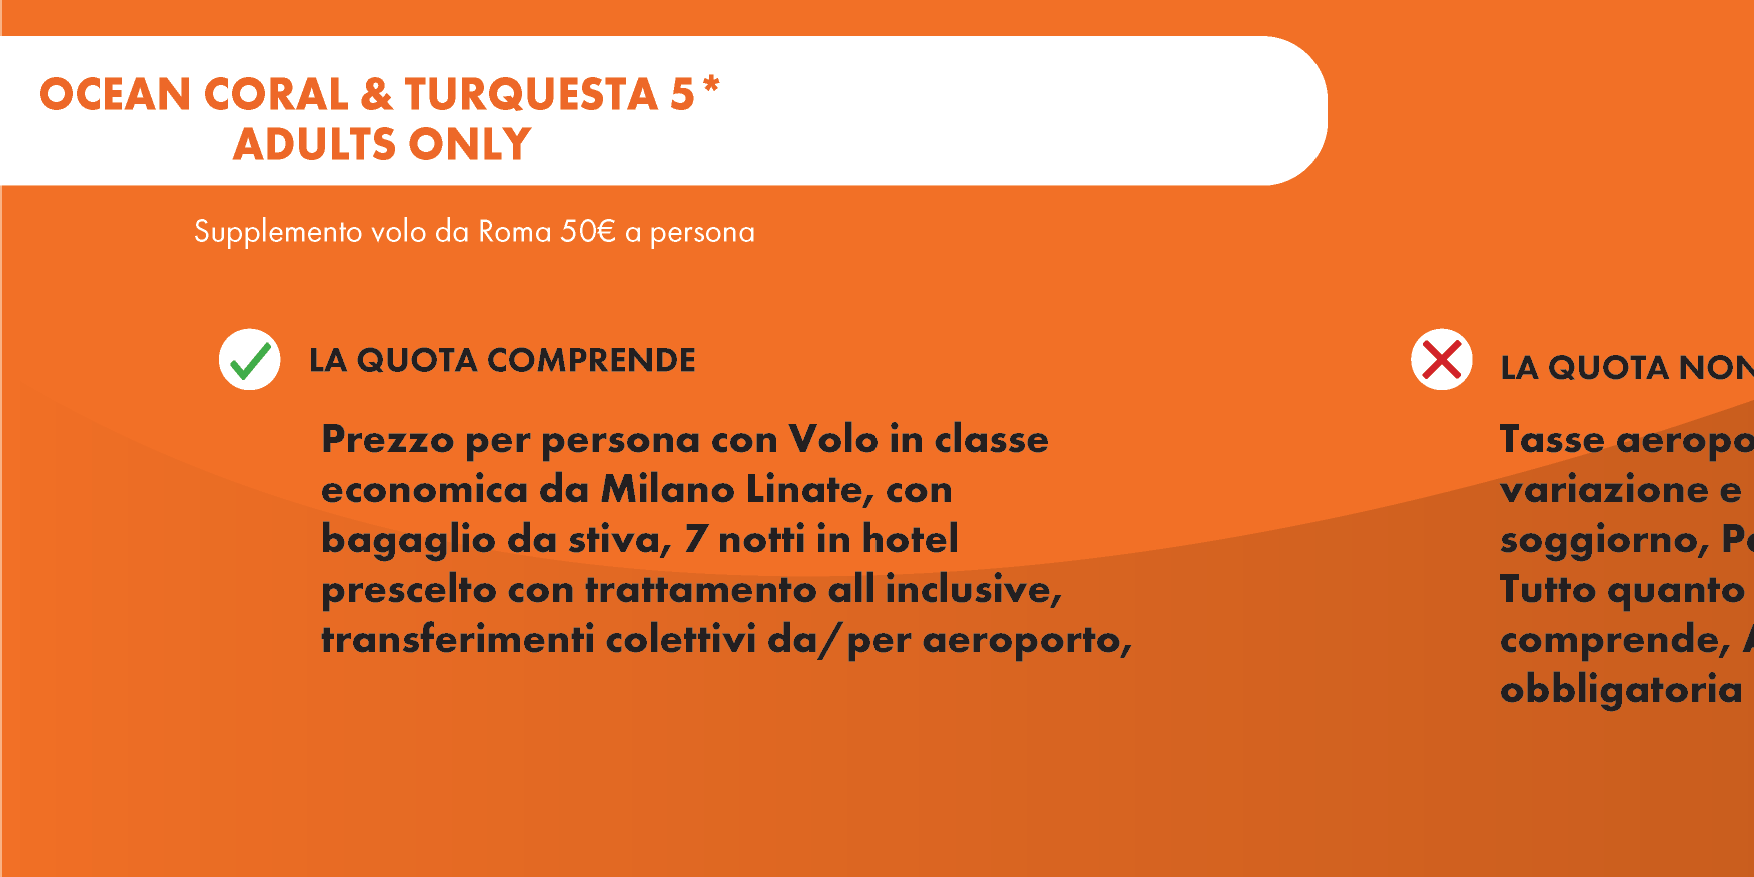 OCEAN CORAL & TURQUESTA 5*
ADULTS ONLY
Supplemento volo da Roma 50€ a persona
LA QUOTA COMPRENDE
Prezzo per persona con Volo in classe
economica da Milano Linate, con
bagaglio da stiva, 7 notti in hotel
prescelto con trattamento all inclusive,
transferimenti colettivi da/per aeroporto,
LA QUOTA NON
Tasse
variazione e
soggiorno,
Tutto quanto
comprende,
obbligatoria